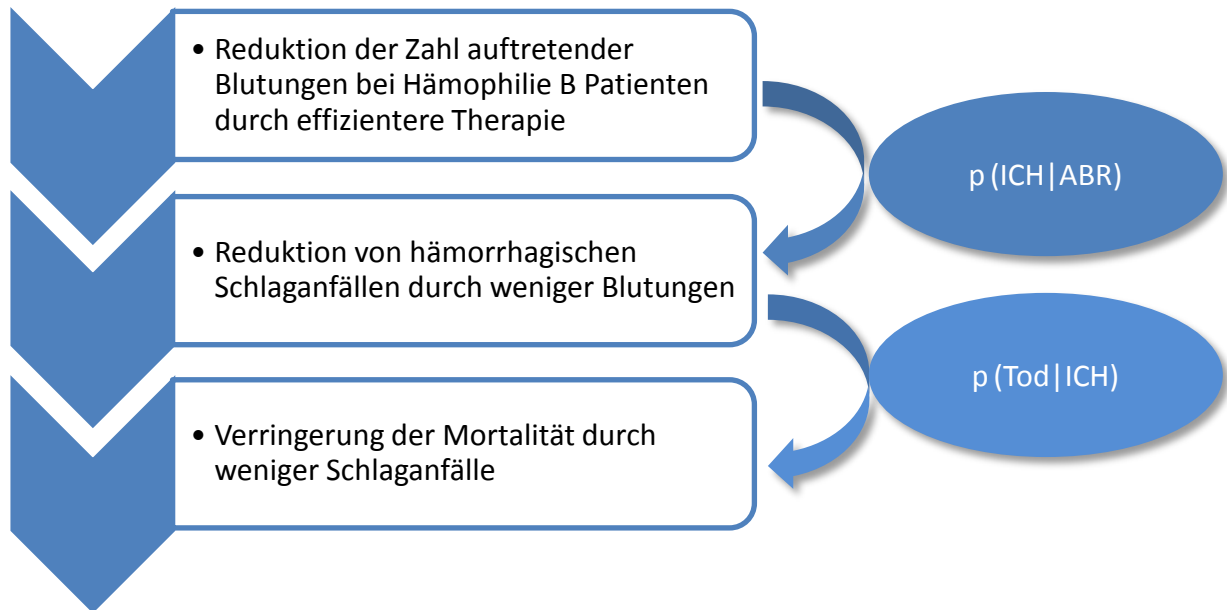 • Reduktion der Zahl auftretender
Blutungen bei Hämophilie B Patienten
durch effizientere Therapie
p (ICH|ABR)
• Reduktion von hämorrhagischen
Schlaganfällen durch weniger Blutungen
p (Tod|ICH)
• Verringerung der Mortalität durch
weniger Schlaganfälle